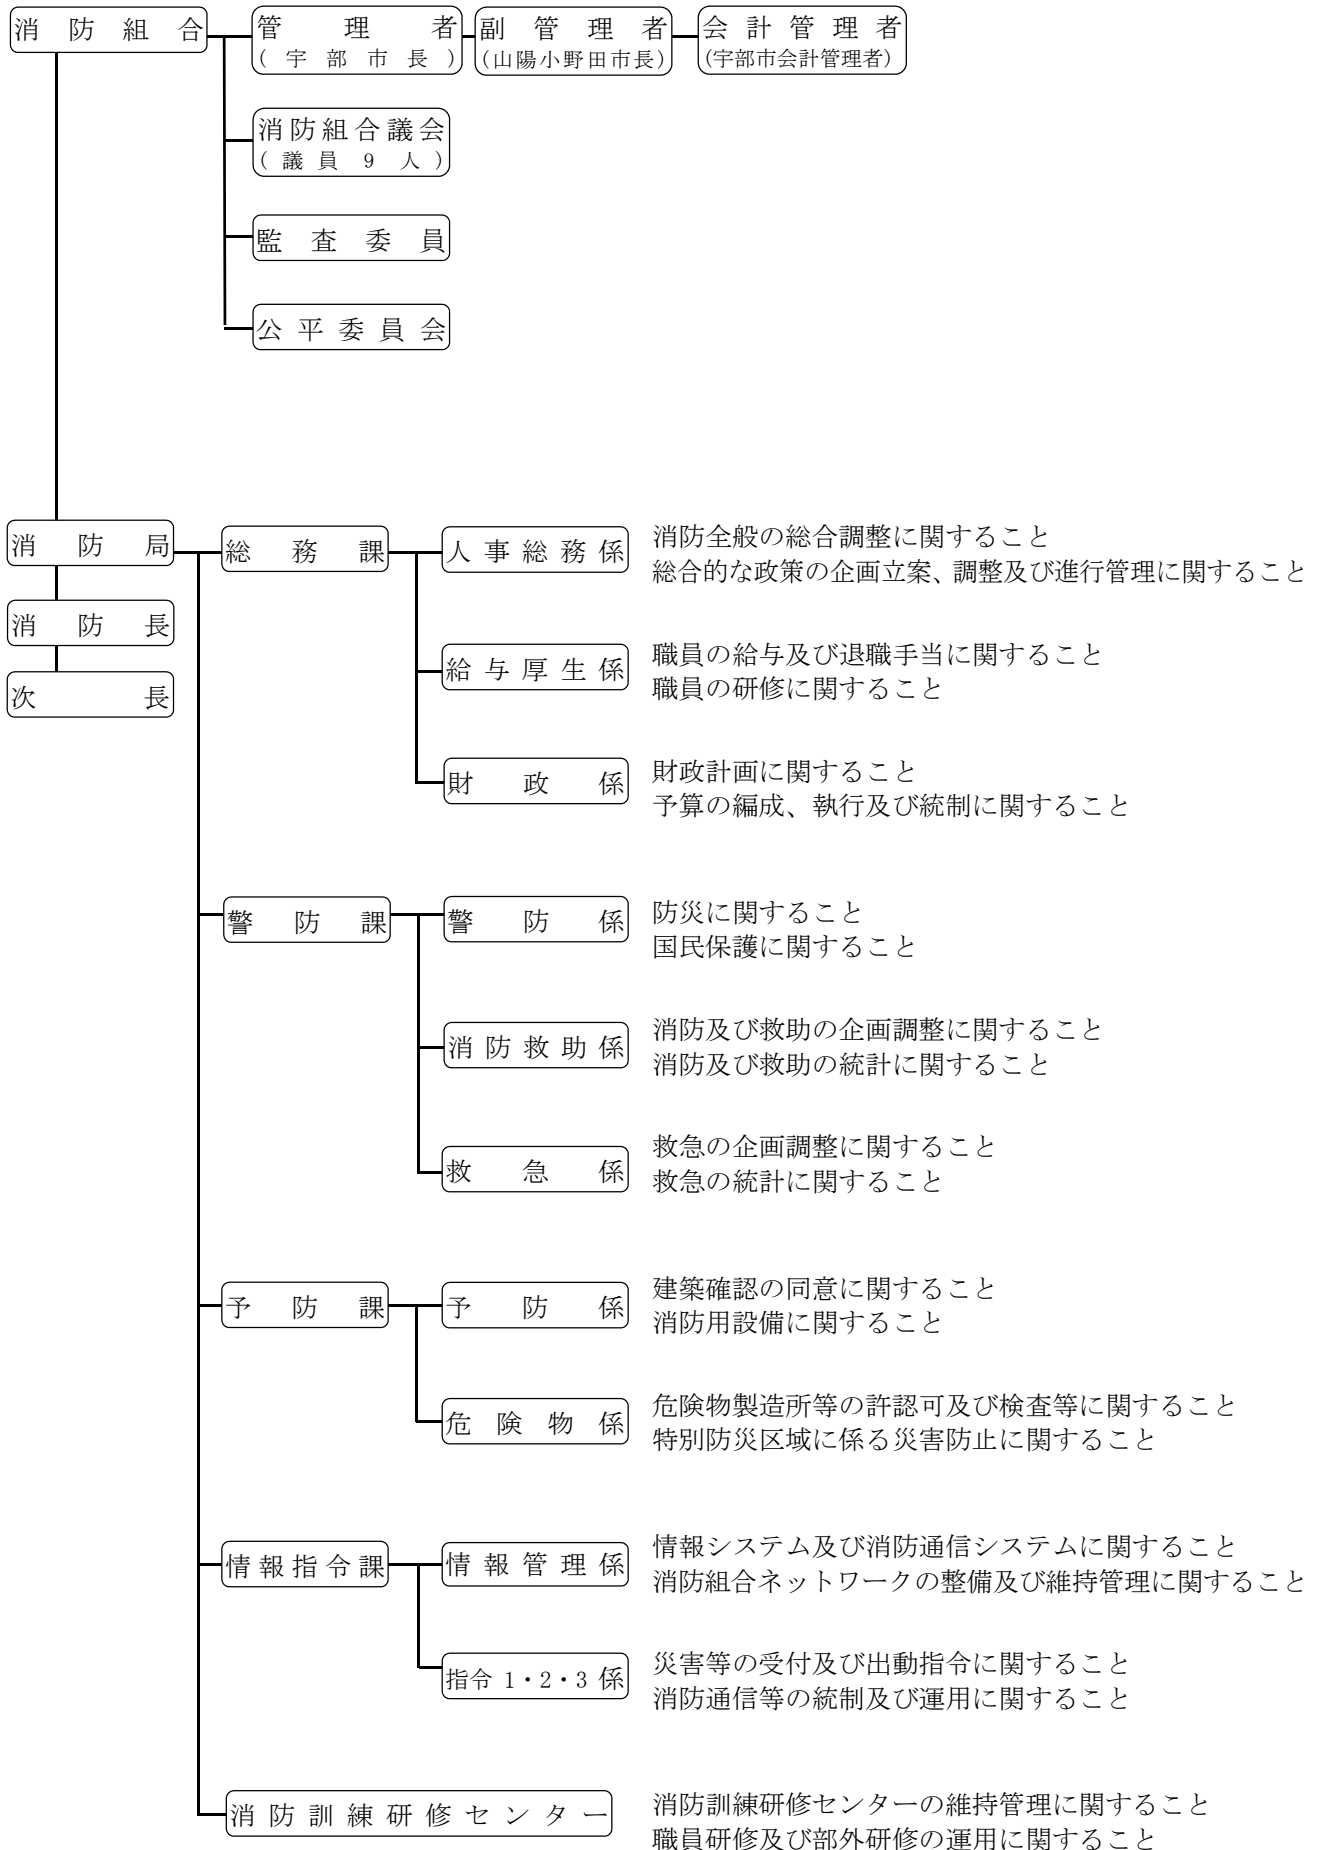 消防組合
管理者
(宇部市長)
副管理者
(山陽小野田市長)
会計管理者
(宇部市会計管理者)
消防組合議会
(議員9人)
監査委員
公平委員会
消防局
消防長
次長
総務課
人事総務係
消防全般の総合調整に関すること
総合的な政策の企画立案、調整及び進行管理に関すること
給与厚生係
職員の給与及び退職手当に関すること
職員の研修に関すること
財政係
財政計画に関すること
予算の編成、執行及び統制に関すること
警防課
警防係
防災に関すること
国民保護に関すること
消防救助係
消防及び救助の企画調整に関すること
消防及び救助の統計に関すること
救急係
救急の企画調整に関すること
救急の統計に関すること
予防課
予防係
建築確認の同意に関すること
消防用設備に関すること
危険物係
危険物製造所等の許認可及び検査等に関すること
特別防災区域に係る災害防止に関すること
情報指令課
情報管理係
情報システム及び消防通信システムに関すること
消防組合ネットワークの整備及び維持管理に関すること
指令1・2・3係
災害等の受付及び出動指令に関すること
消防通信等の統制及び運用に関すること
消防訓練研修センター
消防訓練研修センターの維持管理に関すること
職員研修及び部外研修の運用に関すること